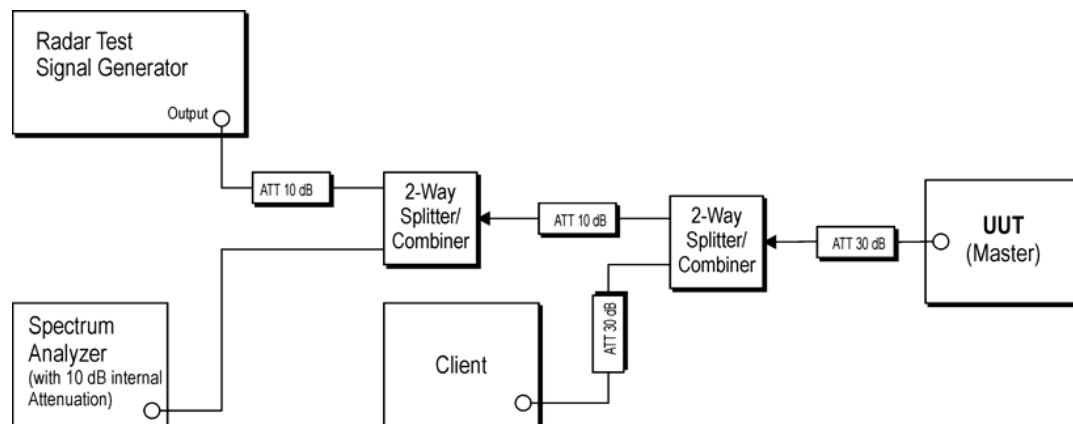 Radar Test
Signal Generator
Output
ATT 10 dB
2-Way
Splitter/
Combiner
ATT 10 dB
2-Way
Splitter/
Combiner
ATT 30 dB
UUT
(Master)
Spectrum
Analyzer
(with 10 dB internal
Attenuation)
Client
ATT 30 dB